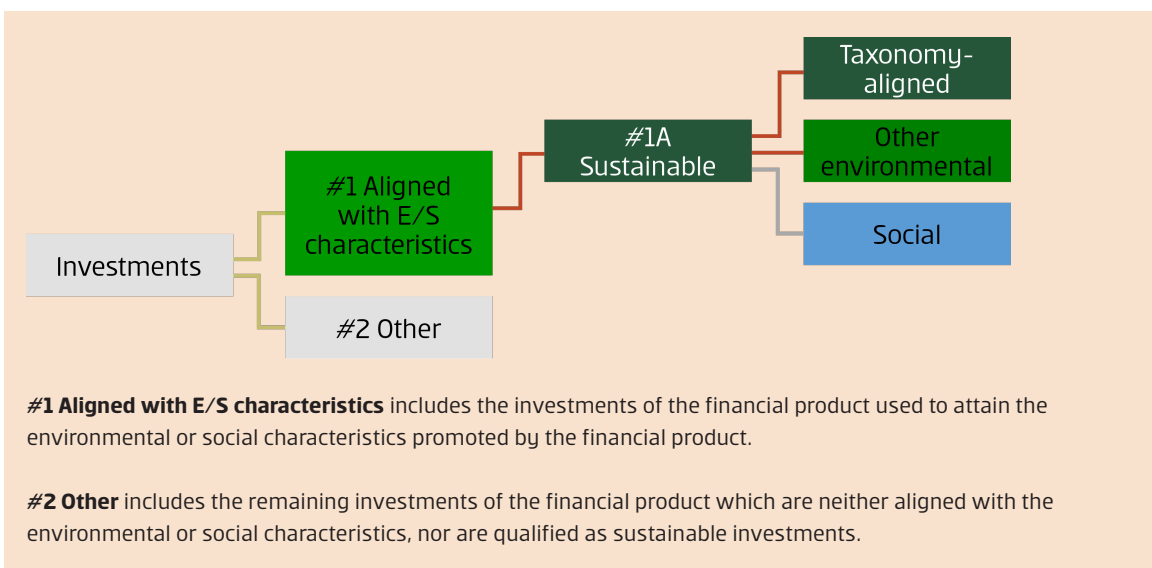 Taxonomy-
aligned
#1A
Sustainable
Other
environmental
#1 Aligned
with E/S
characteristics
Social
Investments
#2 Other
#1 Aligned with E/S characteristics includes the investments of the financial product used to attain the
environmental or social characteristics promoted by the financial product.
#2 Other includes the remaining investments of the financial product which are neither aligned with the
environmental or social characteristics, nor are qualified as sustainable investments.